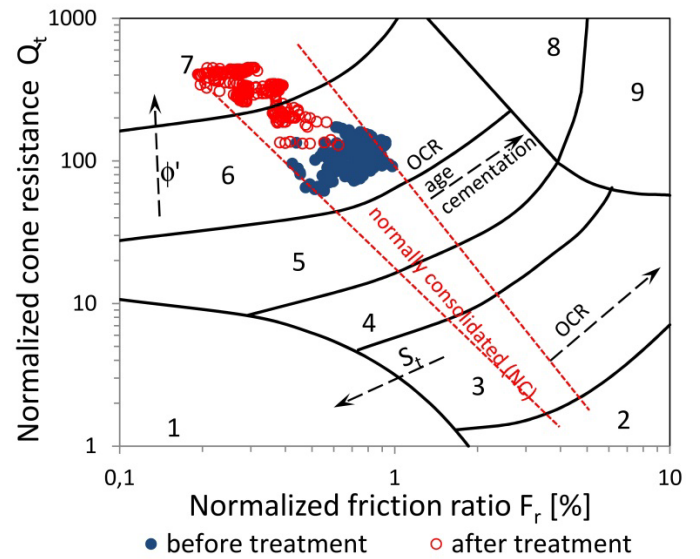 Normalized cone resistance Qt
1000
100
10
1
7
8
9
ϕ'
6
OCR
age
cementation
5
normally consolidated (NC)
4
OCR
St
3
1
2
0,1
1
10
Normalized friction ratio Fr [%]
before treatment
after treatment